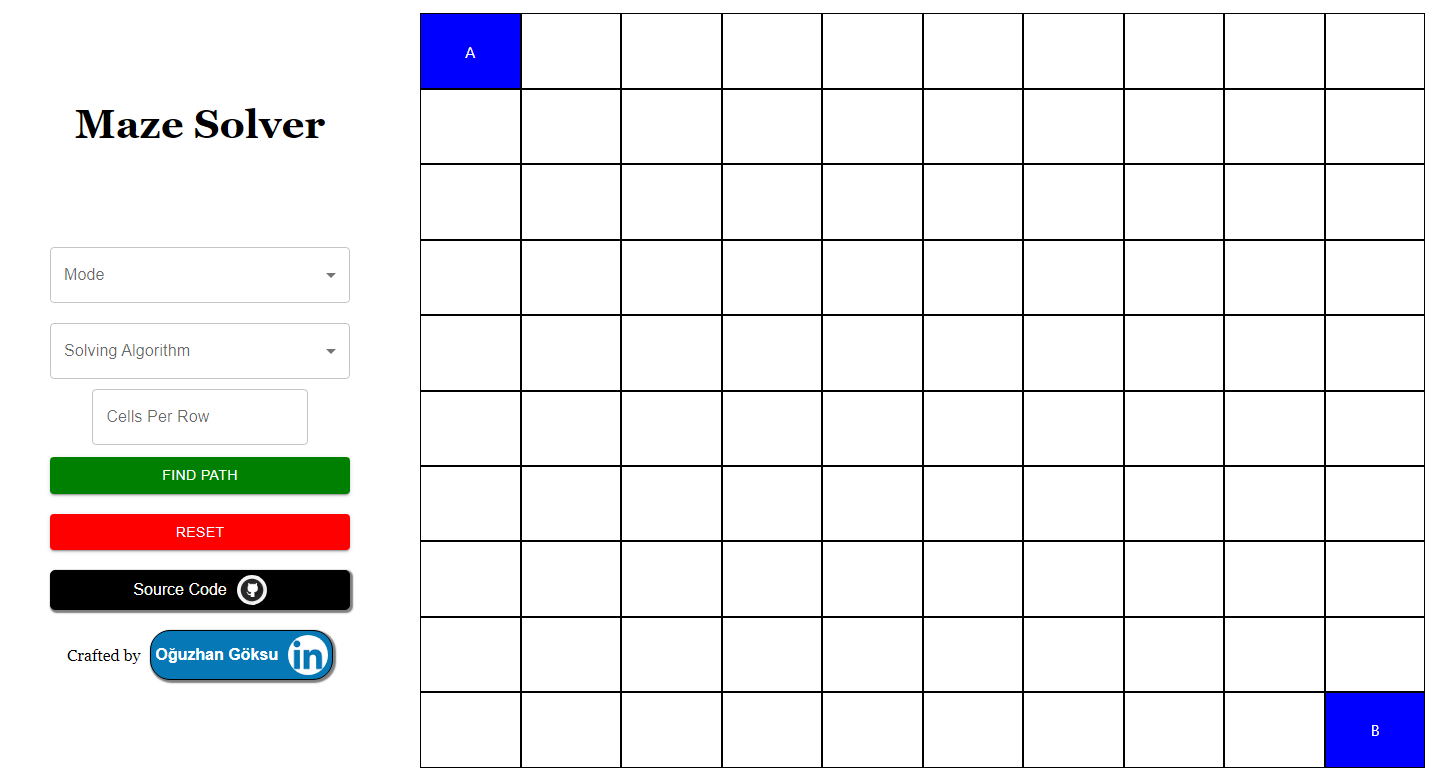 Maze Solver
Mode
Solving Algorithm
Cells Per Row
FIND PATH
RESET
Source Code
Crafted by Oğuzhan Göksu in
A
B